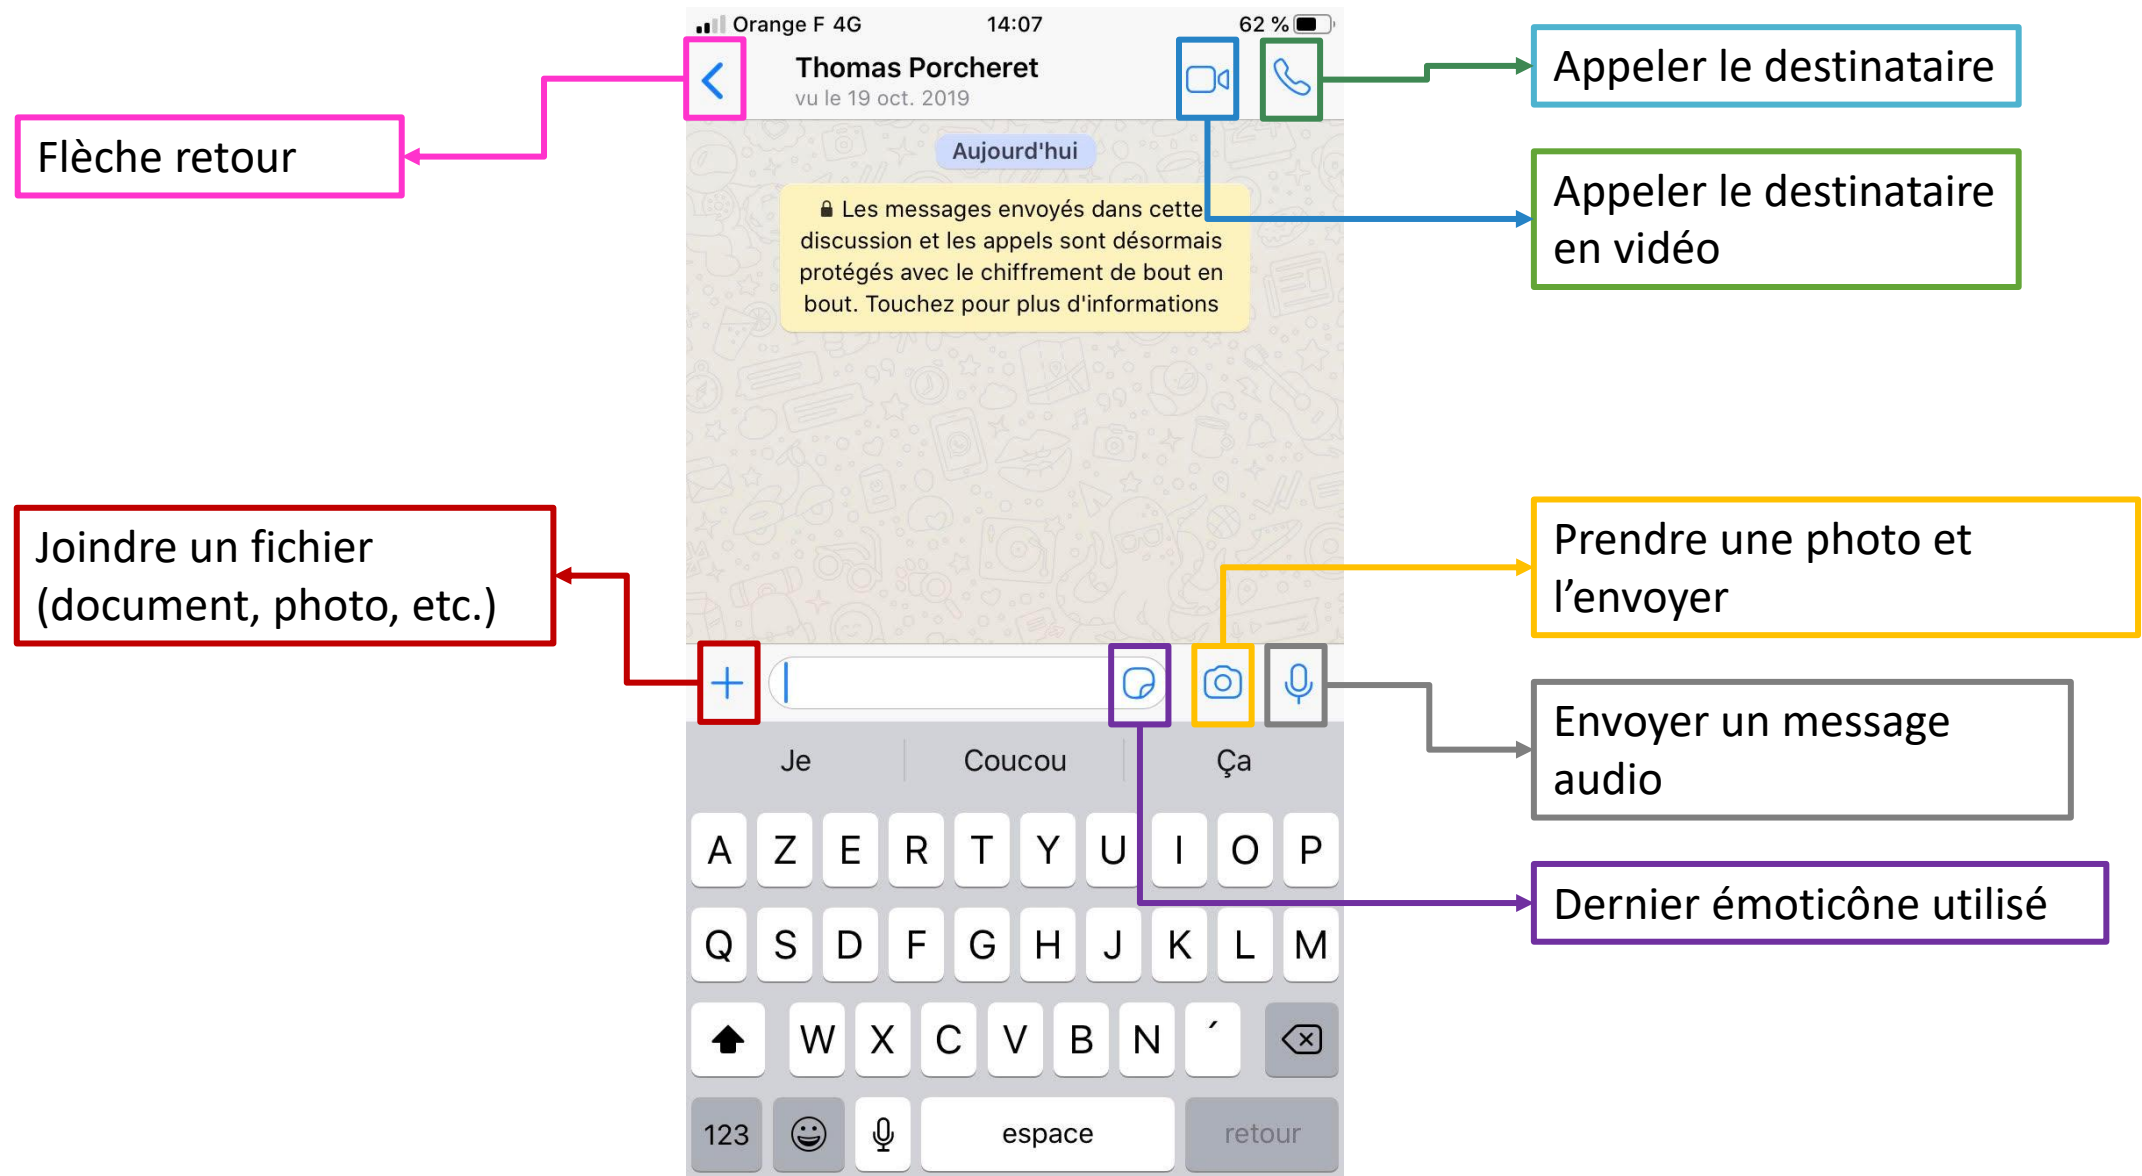 Orange F 4G 14:07 62 %
Thomas Porcheret
vu le 19 oct. 2019
Appeler le destinataire
Flèche retour
Aujourd'hui
Appeler le destinataire
en vidéo
Les messages envoyés dans cette
discussion et les appels sont désormais
protégés avec le chiffrement de bout en
bout. Touchez pour plus d'informations
Joindre un fichier
(document, photo, etc.)
Prendre une photo et
l’envoyer
Envoyer un message
audio
Je Coucou Ça
A Z E R T Y U I O P
Dernier émoticône utilisé
Q S D F G H J K L M
W X C V B N ´
123 espace retour